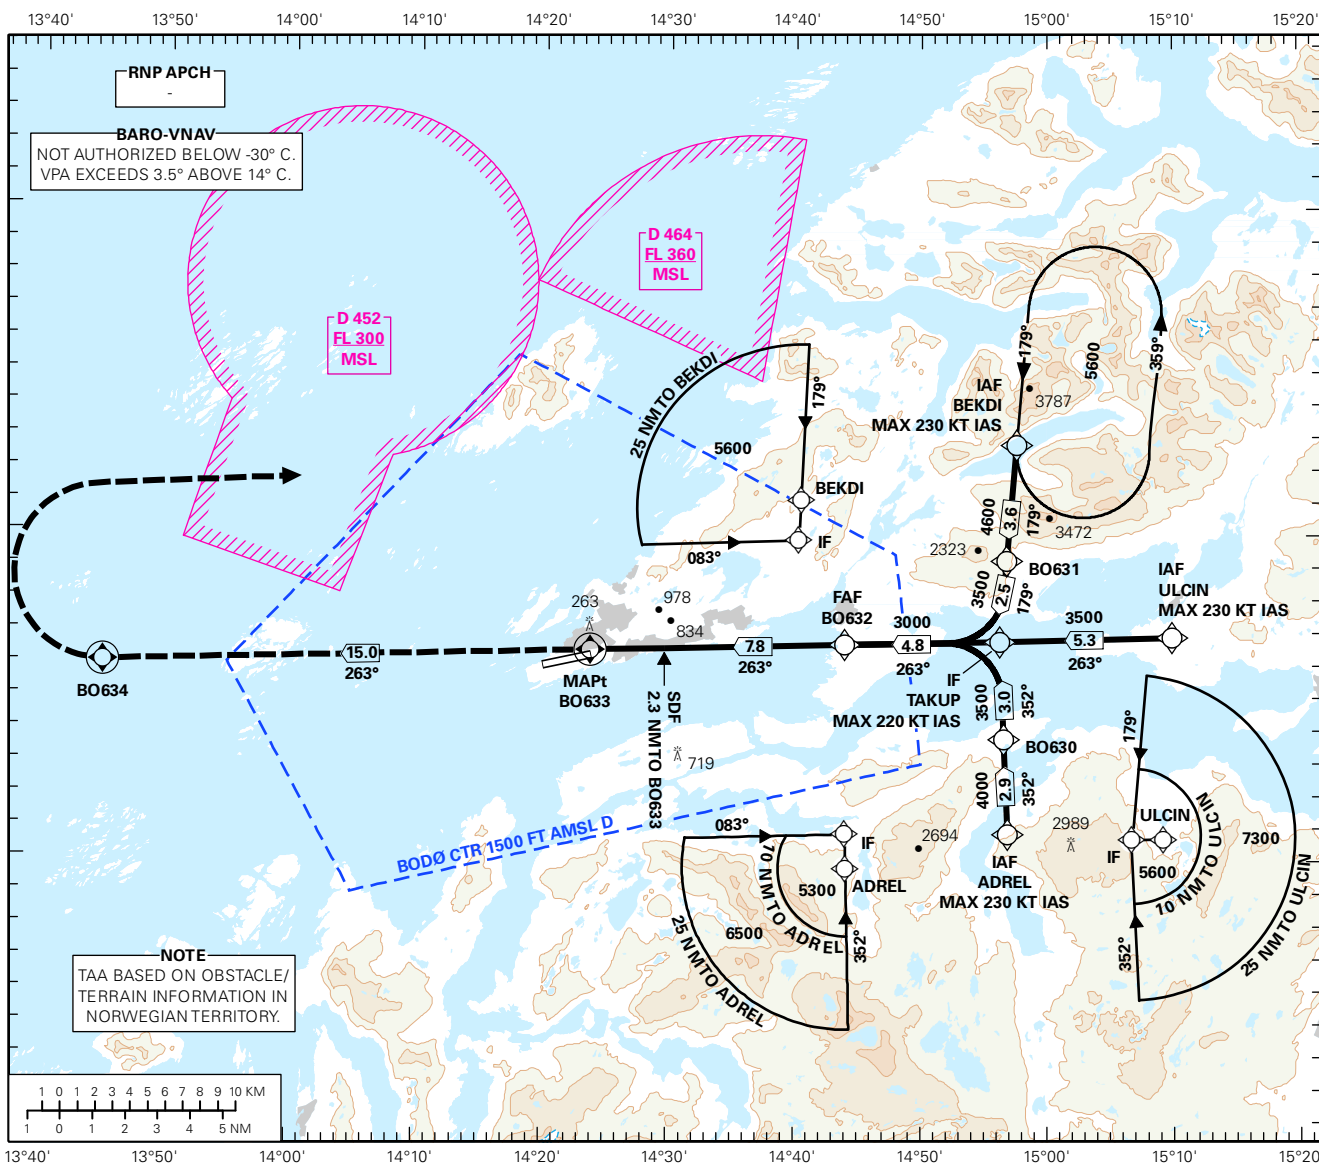 13°40' 13°50' 14°00' 14°10' 14°20' 14°30' 14°40' 14°50' 15°00' 15°10' 15°20'
RNP APCH
-
BARO-VNAV
NOT AUTHORIZED BELOW -30° C.
VPA EXCEEDS 3.5° ABOVE 14° C.
D 464
FL 360
MSL
D 452
FL 300
MSL
25 NM TO BEKDI
179°
5600
BEKDI
IF
083°
179°
5600
359°
3787
IAF
BEKDI
MAX 230 KT IAS
4600
3.6
179°
3472
2323
BO631
3500
2.5
179°
IAF
ULCIN
MAX 230 KT IAS
3500
5.3
263°
FAF
BO632
3000
4.8
263°
263
978
834
7.8
263°
15.0
263°
BO634
MAPt
BO633
SDF
2.3 NM TO BO633
719
IF
TAKUP
MAX 220 KT IAS
3500
3.0
352°
BO630
4000
2.9
352°
IAF
ADREL
MAX 230 KT IAS
2694
2989
BODØ CTR 1500 FT AMSL D
083°
IF
ADREL
5300
10 NM TO ADREL
6500
25 NM TO ADREL
352°
179°
ULCIN
IF
5600
10 NM TO ULCIN
7300
25 NM TO ULCIN
352°
NOTE
TAA BASED ON OBSTACLE/
TERRAIN INFORMATION IN
NORWEGIAN TERRITORY.
1 0 1 2 3 4 5 6 7 8 9 10 KM
1 0 1 2 3 4 5 NM
13°40' 13°50' 14°00' 14°10' 14°20' 14°30' 14°40' 14°50' 15°00' 15°10' 15°20'